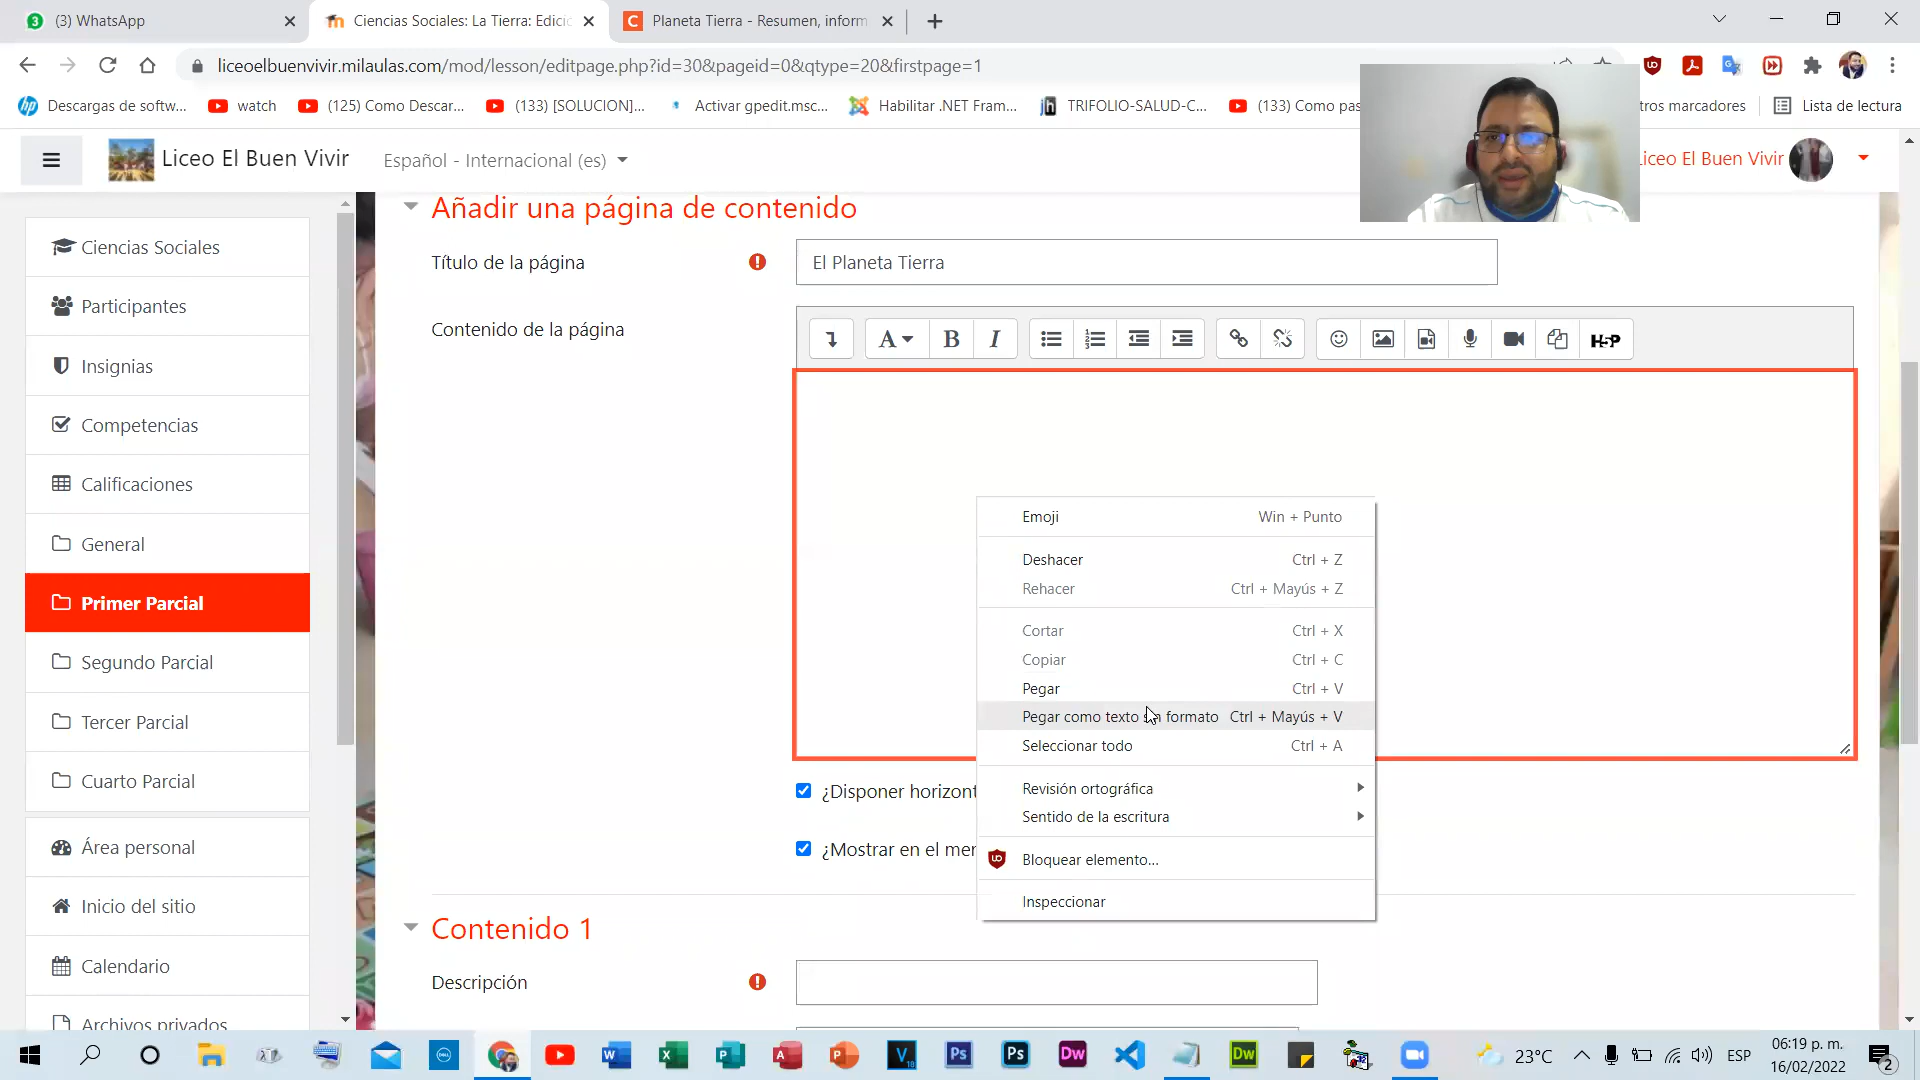 (3) WhatsApp
Ciencias Sociales: La Tierra: Edici
Planeta Tierra - Resumen, inform
liceoelbuenvivir.milaulas.com/mod/lesson/editpage.php?id=30&pageid=0&qtype=20&firstpage=1
Descargas de softw...
watch
(125) Como Descar...
(133) [SOLUCION]...
Activar gpedit.msc...
Habilitar .NET Fram...
TRIFOLIO-SALUD-C...
(133) Como pas
tros marcadores
Lista de lectura
Liceo El Buen Vivir
Español - Internacional (es)
iceo El Buen Vivir
Ciencias Sociales
Participantes
Insignias
Competencias
Calificaciones
General
Primer Parcial
Segundo Parcial
Tercer Parcial
Cuarto Parcial
Área personal
Inicio del sitio
Calendario
Archivos privados
Añadir una página de contenido
Título de la página
El Planeta Tierra
Contenido de la página
A
B
I
H5P
Emoji Win + Punto
Deshacer Ctrl + Z
Rehacer Ctrl + Mayús + Z
Cortar Ctrl + X
Copiar Ctrl + C
Pegar Ctrl + V
Pegar como texto sin formato Ctrl + Mayús + V
Seleccionar todo Ctrl + A
Revisión ortográfica
Sentido de la escritura
Bloquear elemento...
Inspeccionar
¿Disponer horizont
¿Mostrar en el mer
Contenido 1
Descripción
23°C
ESP
06:19 p. m.
16/02/2022
2